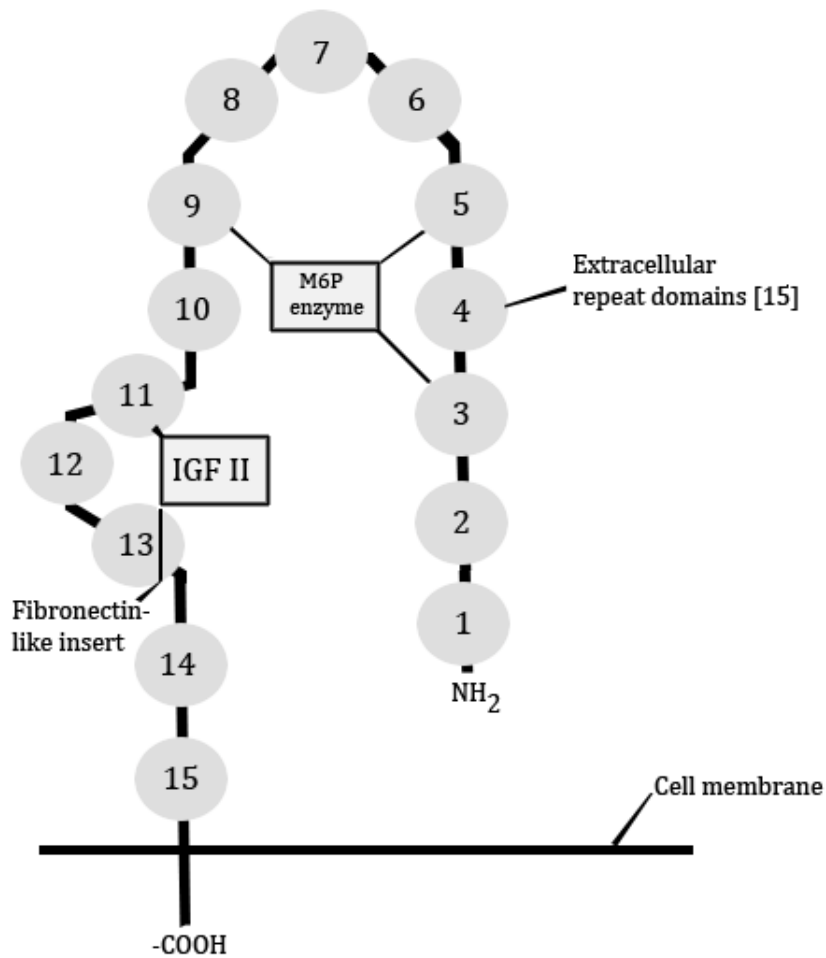 7
8
6
9
5
M6P
enzyme
Extracellular
repeat domains [15]
10
4
11
3
12
IGF II
13
2
Fibronectin-
like insert
1
14
NH2
15
Cell membrane
-COOH